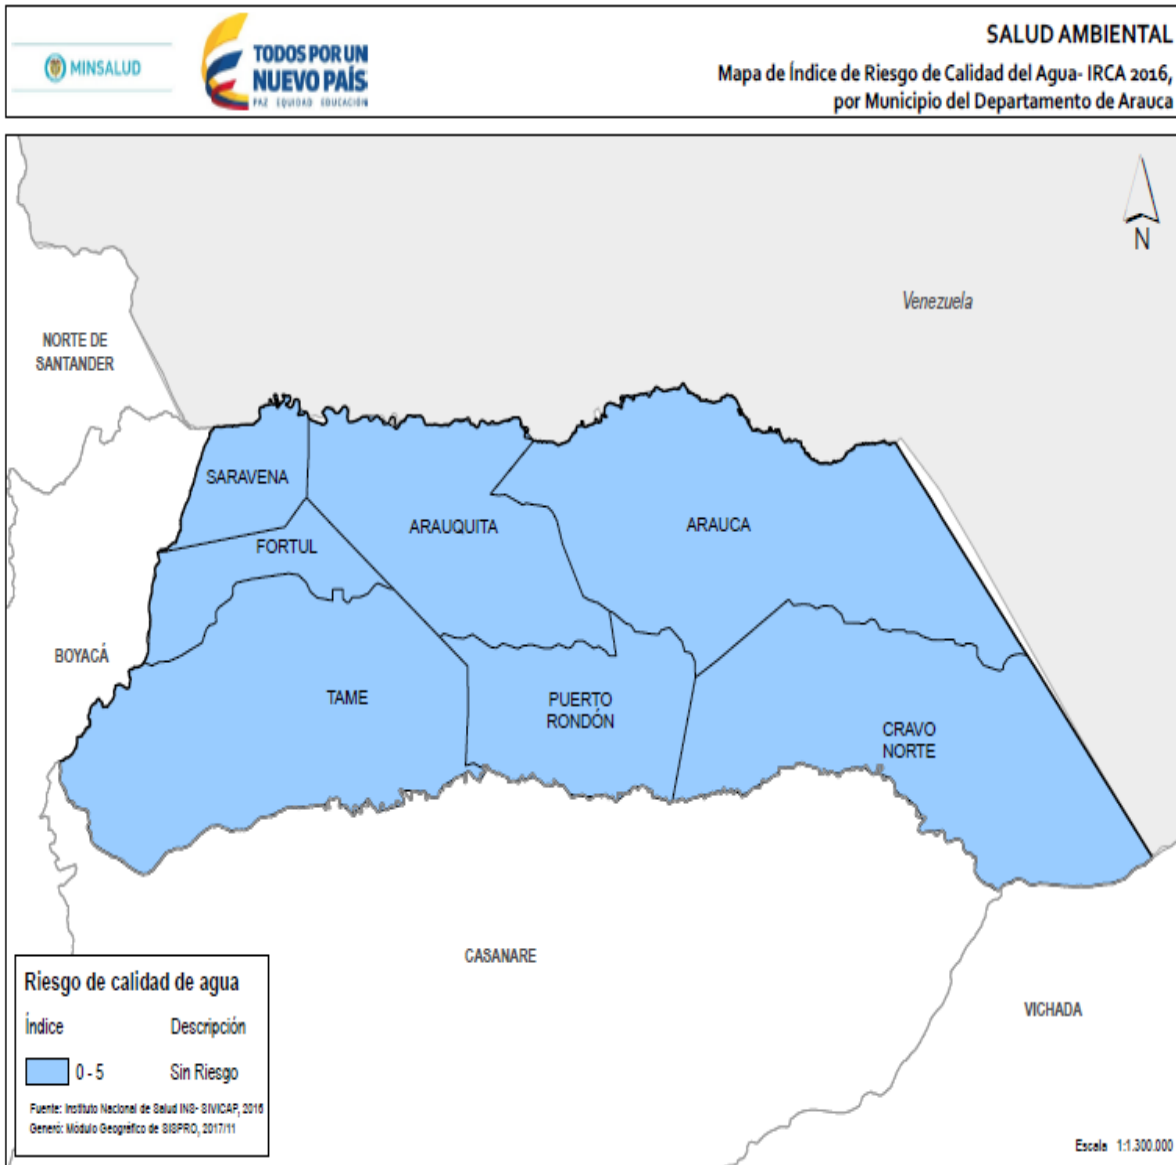 MINSALUD
TODOS POR UN
NUEVO PAÍS
PAZ EQUIDAD EDUCACIÓN
SALUD AMBIENTAL
Mapa de Índice de Riesgo de Calidad del Agua- IRCA 2016,
por Municipio del Departamento de Arauca
N
Venezuela
NORTE DE
SANTANDER
SARAVENA
ARAUQUITA
ARAUCA
FORTUL
BOYACÁ
TAME
PUERTO
RONDÓN
CRAVO
NORTE
CASANARE
VICHADA
Riesgo de calidad de agua
Índice Descripción
0 - 5 Sin Riesgo
Fuente: Instituto Nacional de Salud INS- SIVICAP, 2016
Generó: Módulo Geográfico de SISPRO, 2017/11
Escala 1:1.300.000